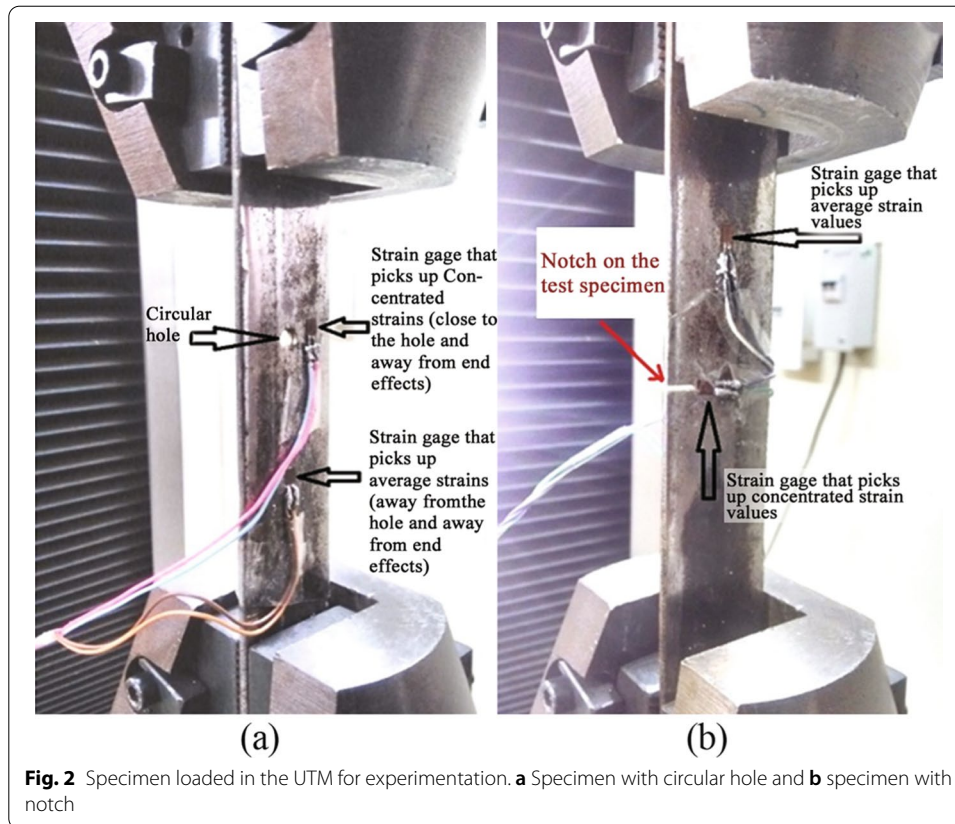 Circular
hole
Strain gage that
picks up Con-
centrated
strains (close to
the hole and
away from end
effects)
Strain gage that
picks up
average strains
(away fromthe
hole and away
from end
effects)
(a)
Strain gage that
picks up
average strain
values
Notch on the
test specimen
Strain gage that picks
up concentrated strain
values
(b)
Fig. 2 Specimen loaded in the UTM for experimentation. a Specimen with circular hole and b specimen with
notch